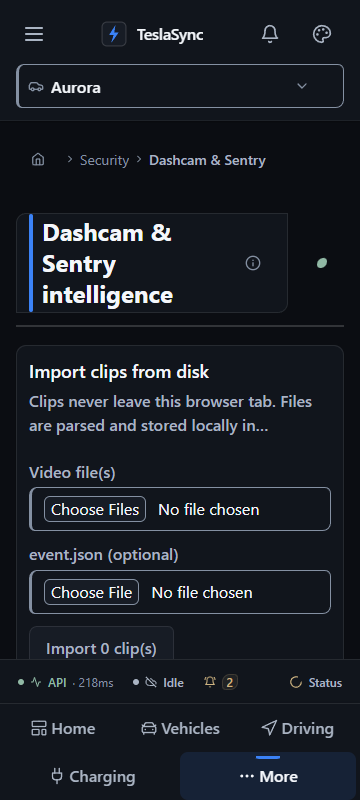 TeslaSync
Aurora
Security
Dashcam & Sentry
Dashcam &
Sentry
intelligence
Import clips from disk
Clips never leave this browser tab. Files
are parsed and stored locally in...
Video file(s)
Choose Files No file chosen
event.json (optional)
Choose File No file chosen
Import 0 clip(s)
API · 218ms Idle 2 Status
Home Vehicles Driving
Charging More